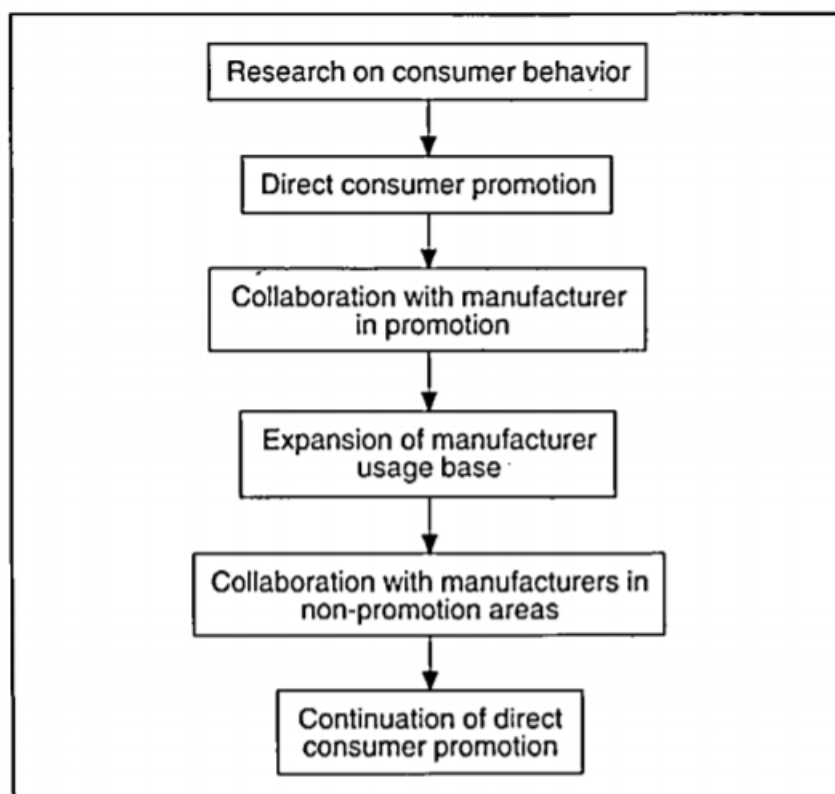 Research on consumer behavior
Direct consumer promotion
Collaboration with manufacturer
in promotion
Expansion of manufacturer
usage base
Collaboration with manufacturers in
non-promotion areas
Continuation of direct
consumer promotion